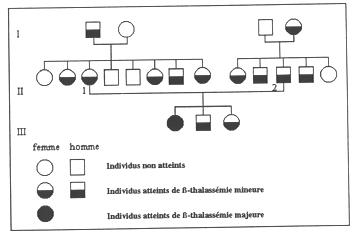 I
II
1
2
III
femme homme
Individus non atteints
Individus atteints de ß-thalassémie mineure
Individus atteints de ß-thalassémie majeure